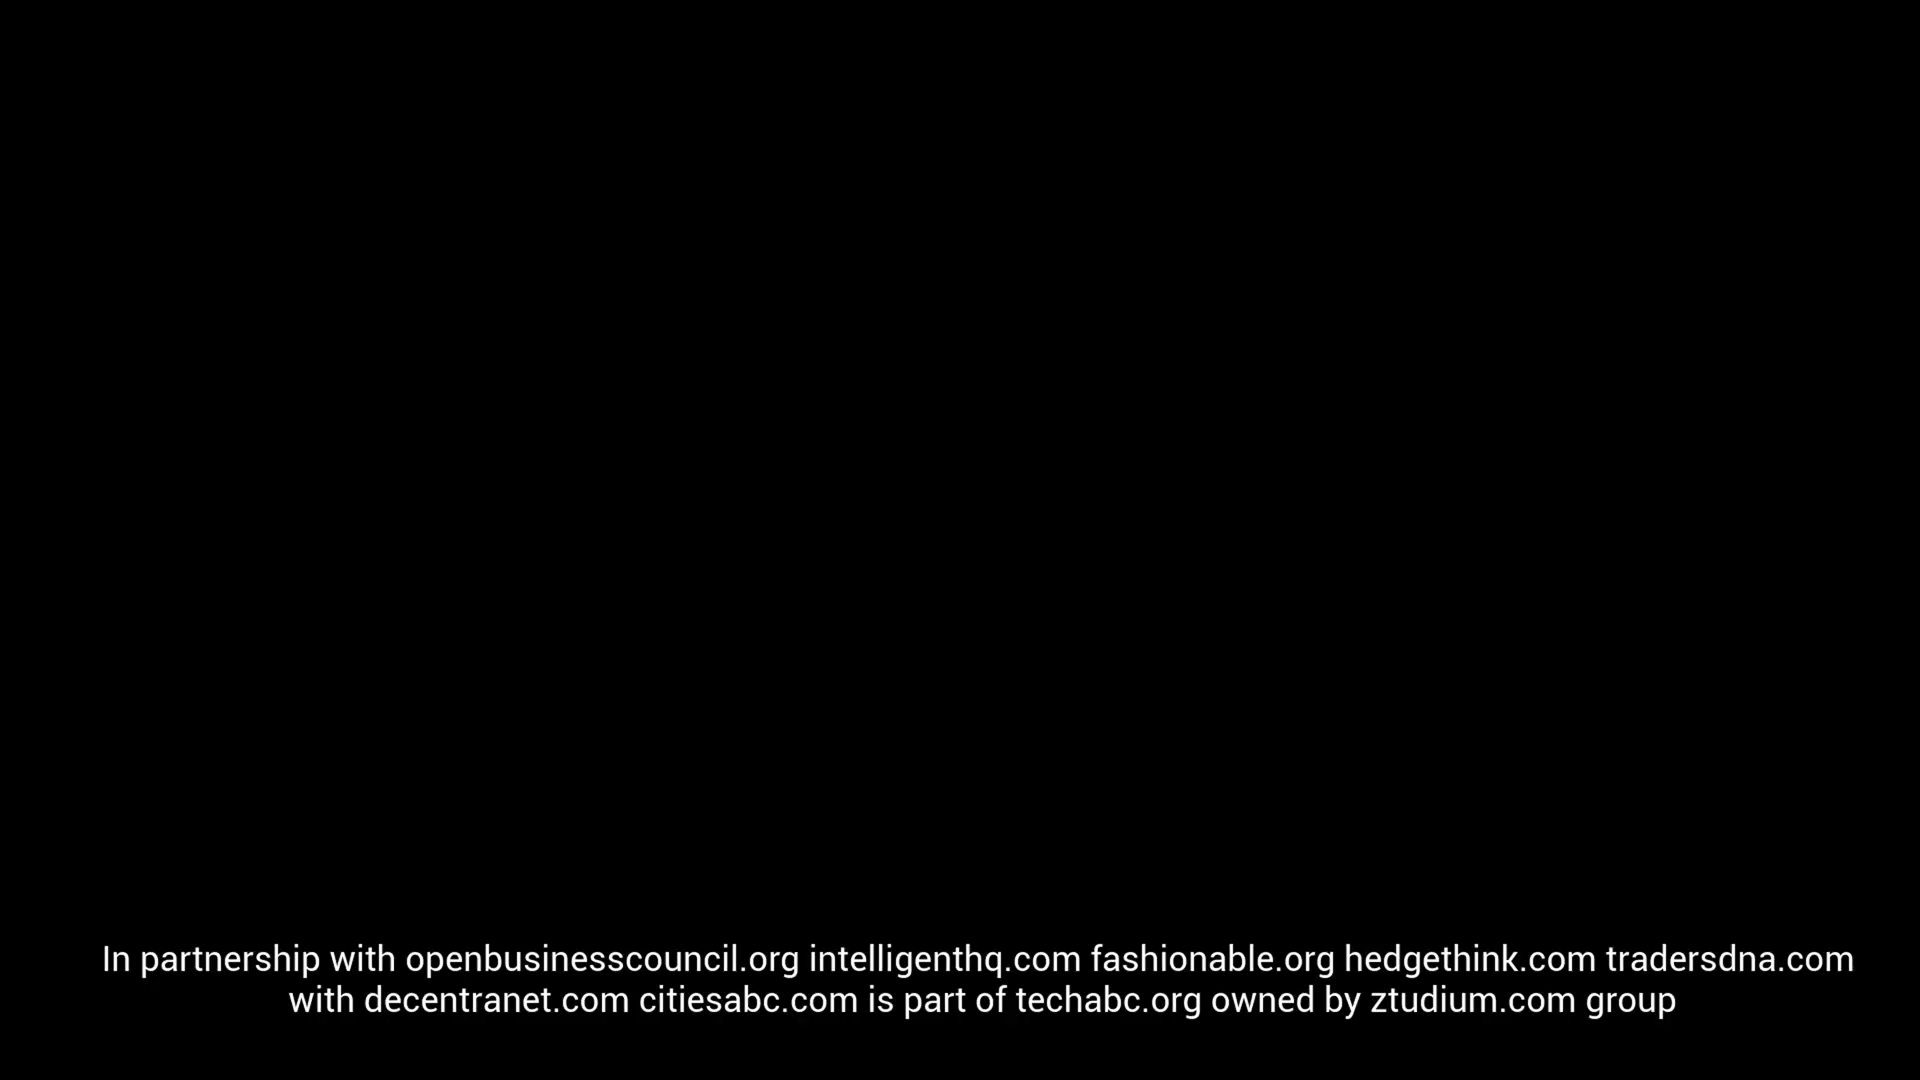 In partnership with openbusinesscouncil.org intelligenthq.com fashionable.org hedgethink.com tradersdna.com
with decentranet.com citiesabc.com is part of techabc.org owned by ztudium.com group